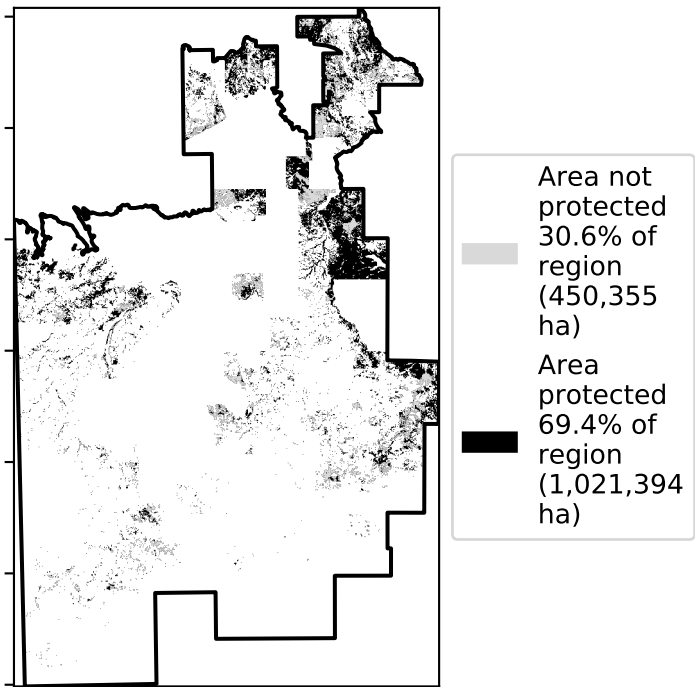 Area not
protected
30.6% of
region
(450,355
ha)
Area
protected
69.4% of
region
(1,021,394
ha)